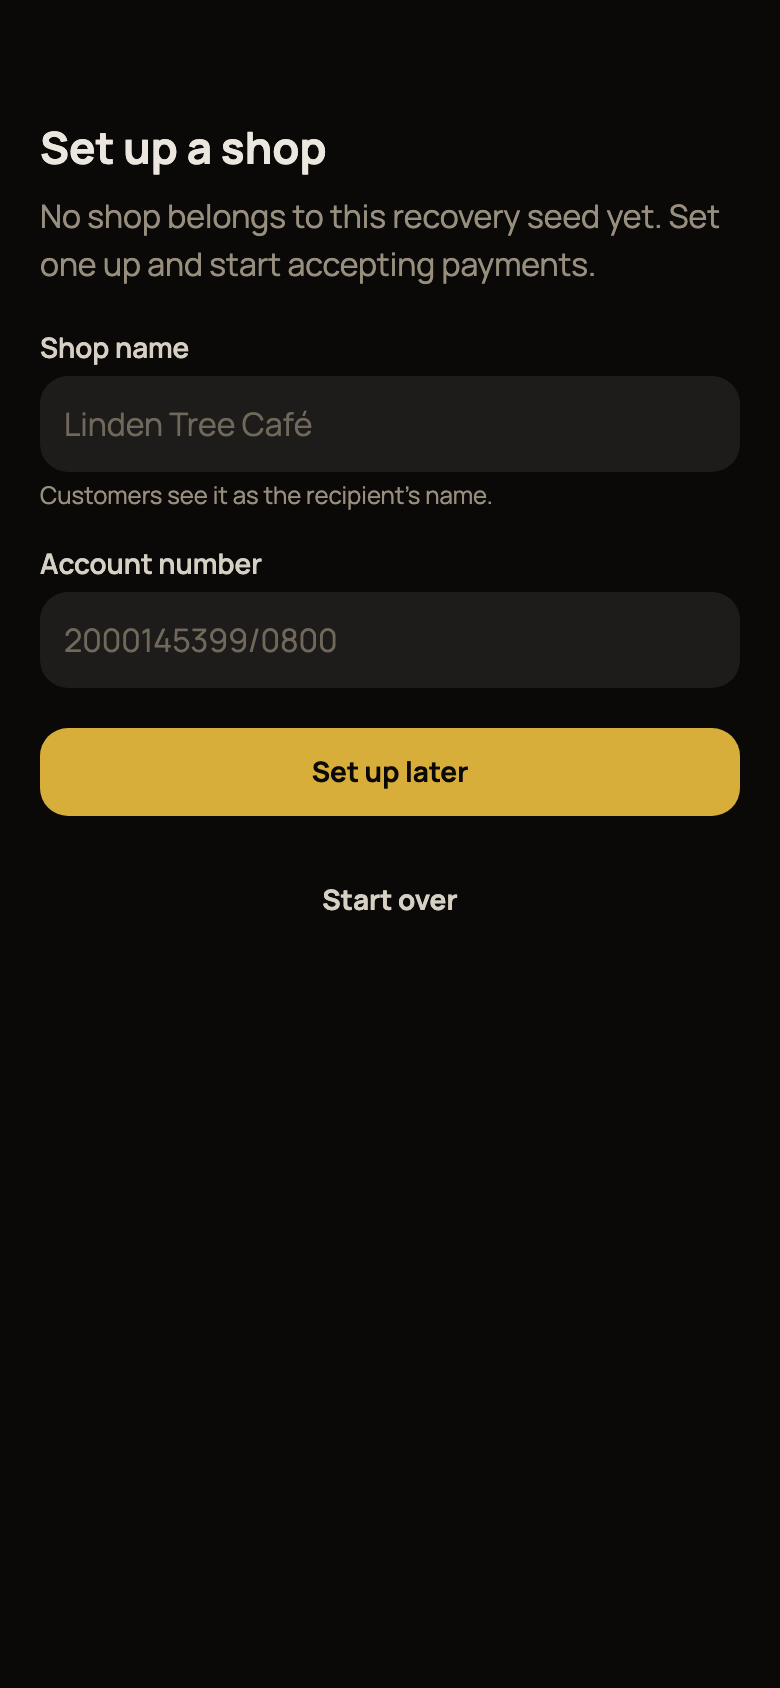 Set up a shop
No shop belongs to this recovery seed yet. Set
one up and start accepting payments.
Shop name
Linden Tree Café
Customers see it as the recipient’s name.
Account number
2000145399/0800
Set up later
Start over